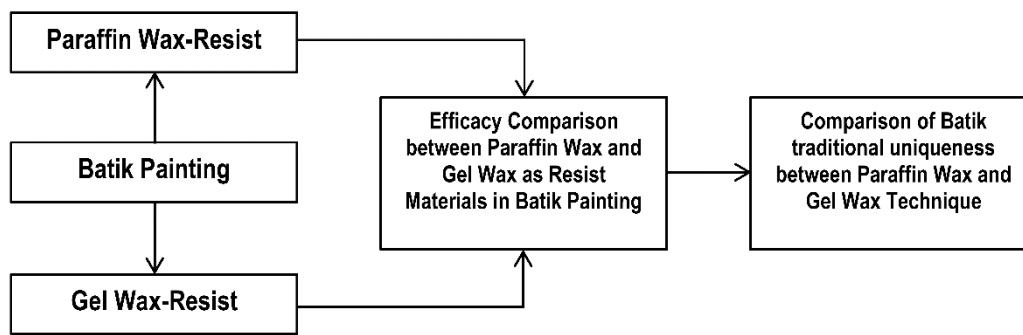 Paraffin Wax-Resist
Batik Painting
Gel Wax-Resist
Efficacy Comparison
between Paraffin Wax and
Gel Wax as Resist
Materials in Batik Painting
Comparison of Batik
traditional uniqueness
between Paraffin Wax and
Gel Wax Technique